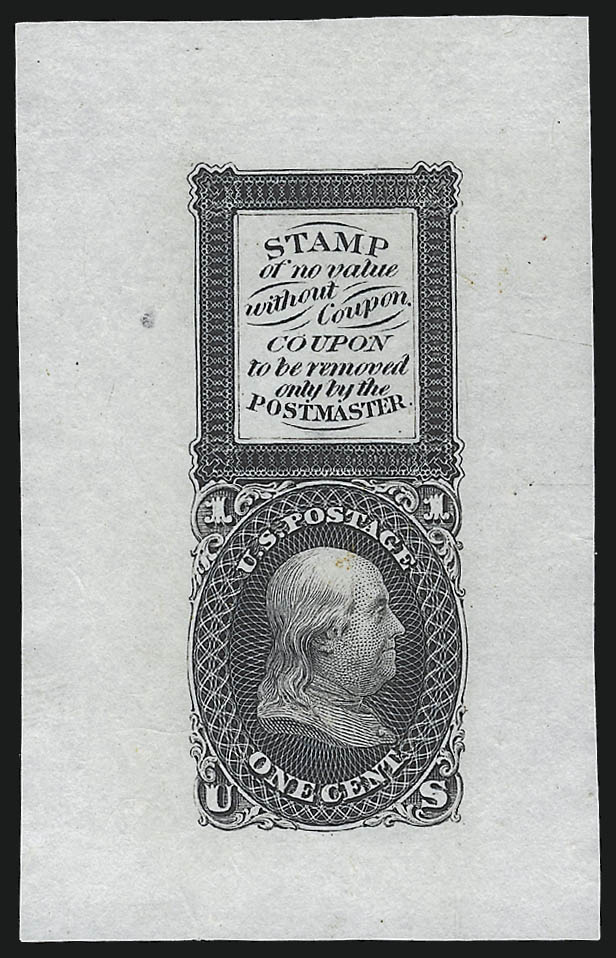 STAMP
of no value
without
Coupon.
COUPON
to be removed
only by the
POSTMASTER.
1 1
U.S. POSTAGE.
ONE CENT.
U S